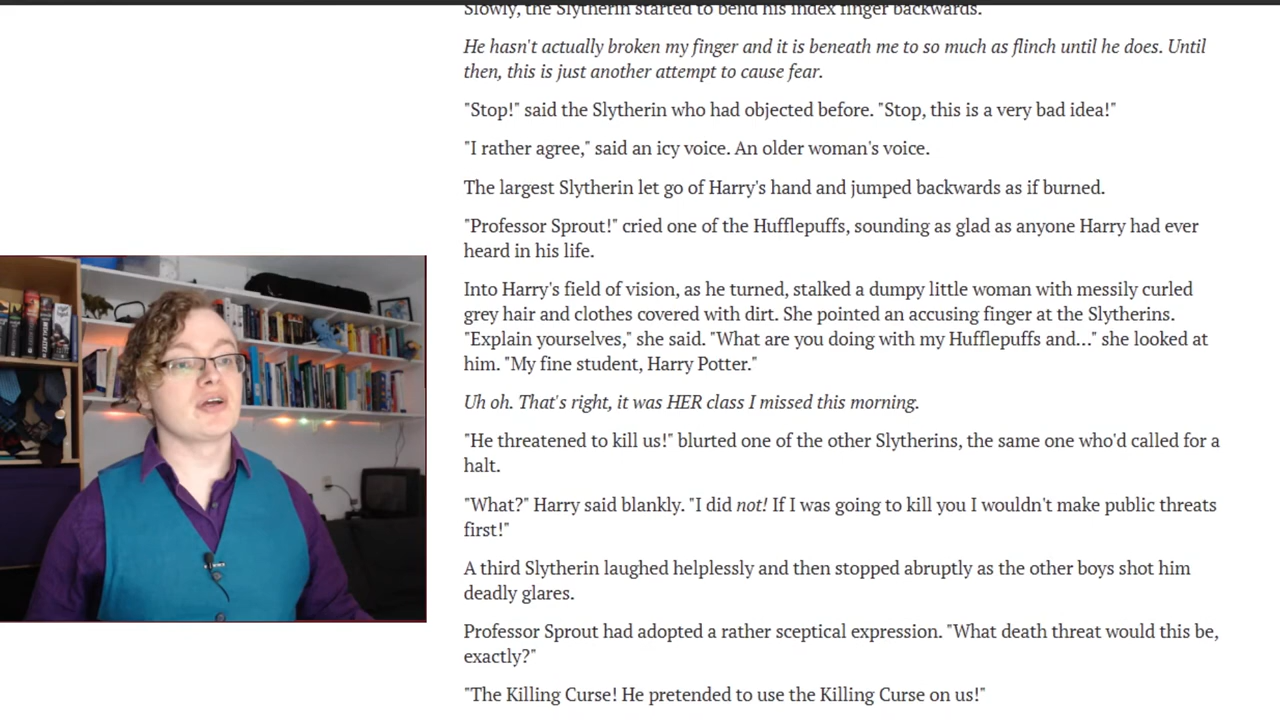 Slowly, the Slytherin started to bend his index finger backwards.
He hasn't actually broken my finger and it is beneath me to so much as flinch until he does. Until
then, this is just another attempt to cause fear.
"Stop!" said the Slytherin who had objected before. "Stop, this is a very bad idea!"
"I rather agree," said an icy voice. An older woman's voice.
The largest Slytherin let go of Harry's hand and jumped backwards as if burned.
"Professor Sprout!" cried one of the Hufflepuffs, sounding as glad as anyone Harry had ever
heard in his life.
Into Harry's field of vision, as he turned, stalked a dumpy little woman with messily curled
grey hair and clothes covered with dirt. She pointed an accusing finger at the Slytherins.
"Explain yourselves," she said. "What are you doing with my Hufflepuffs and..." she looked at
him. "My fine student, Harry Potter."
Uh oh. That's right, it was HER class I missed this morning.
"He threatened to kill us!" blurted one of the other Slytherins, the same one who'd called for a
halt.
"What?" Harry said blankly. "I did not! If I was going to kill you I wouldn't make public threats
first!"
A third Slytherin laughed helplessly and then stopped abruptly as the other boys shot him
deadly glares.
Professor Sprout had adopted a rather sceptical expression. "What death threat would this be,
exactly?"
"The Killing Curse! He pretended to use the Killing Curse on us!"